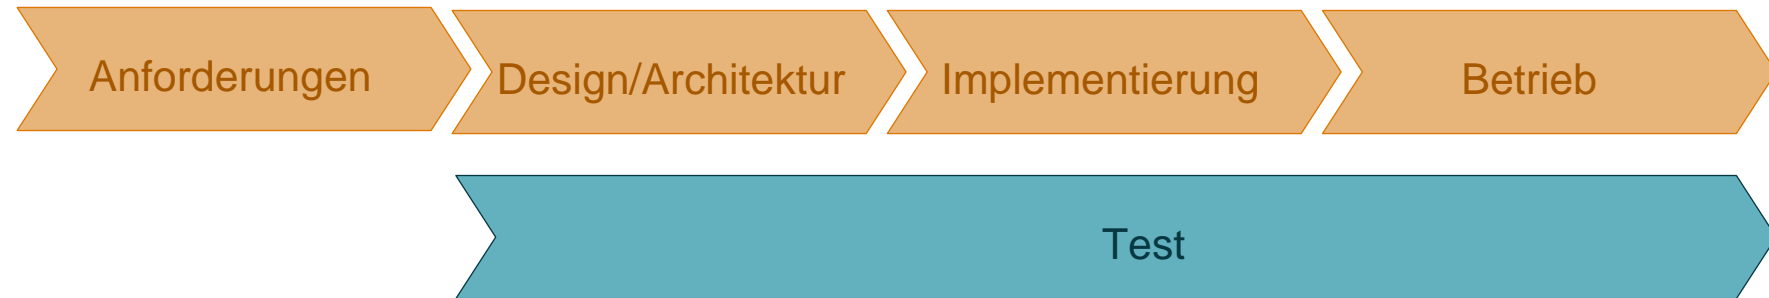 Anforderungen
Design/Architektur
Implementierung
Betrieb
Test